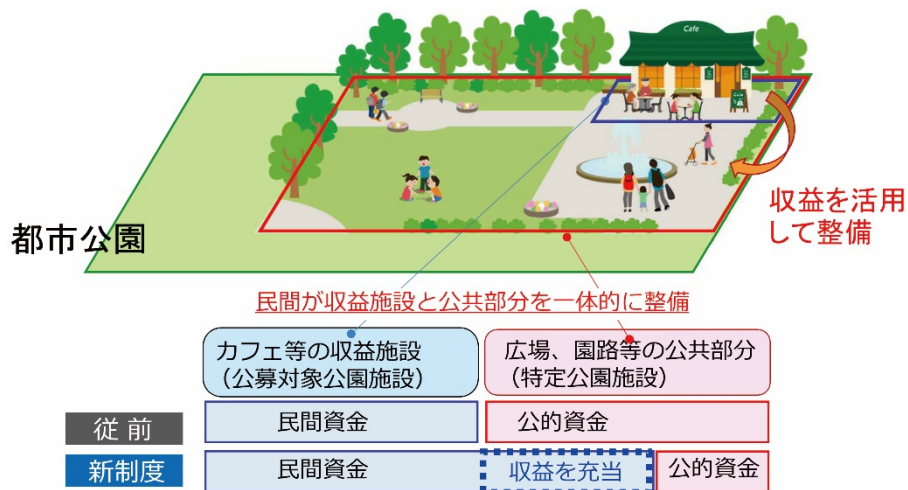 Cafe
都市公園
収益を活用
して整備
民間が収益施設と公共部分を一体的に整備
カフェ等の収益施設
(公募対象公園施設)
広場、園路等の公共部分
(特定公園施設)
従前
民間資金
公的資金
新制度
民間資金
収益を充当
公的資金